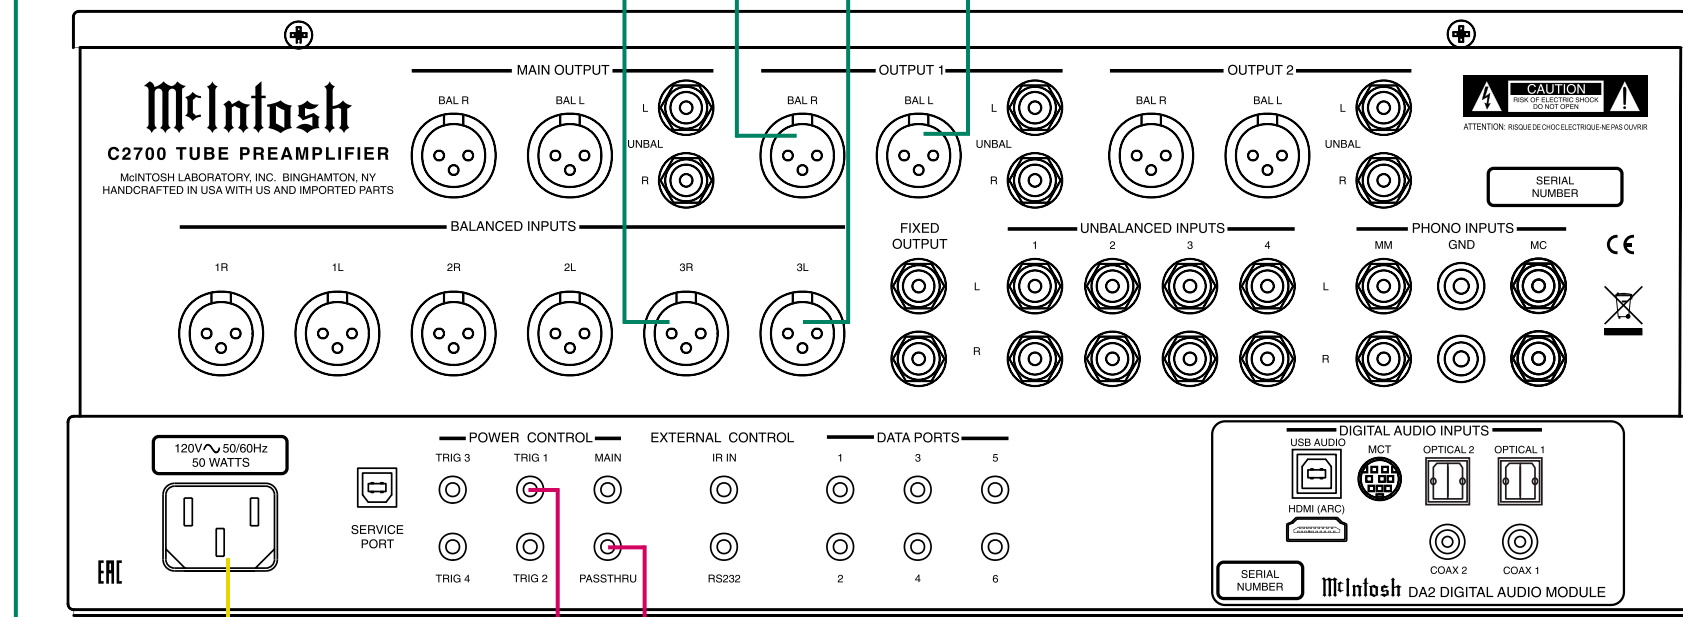 MAIN OUTPUT
OUTPUT 1
OUTPUT 2
McIntosh
C2700 TUBE PREAMPLIFIER
McINTOSH LABORATORY, INC. BINGHAMTON, NY
HANDCRAFTED IN USA WITH US AND IMPORTED PARTS
BAL R
BAL L
L
UNBAL
R
BAL R
BAL L
L
UNBAL
R
BAL R
BAL L
L
UNBAL
R
CAUTION
RISK OF ELECTRIC SHOCK
DO NOT OPEN
ATTENTION: RISQUE DE CHOC ELECTRIQUE-NE PAS OUVRIR
SERIAL
NUMBER
BALANCED INPUTS
1R
1L
2R
2L
3R
3L
FIXED
OUTPUT
L
R
UNBALANCED INPUTS
1
2
3
4
L
R
PHONO INPUTS
MM
GND
MC
CE
120V 50/60Hz
50 WATTS
SERVICE
PORT
EAC
POWER CONTROL
TRIG 3
TRIG 1
MAIN
TRIG 4
TRIG 2
PASSTHRU
EXTERNAL CONTROL
IR IN
RS232
DATA PORTS
1
3
5
2
4
6
DIGITAL AUDIO INPUTS
USB AUDIO
MCT
OPTICAL 2
OPTICAL 1
HDMI (ARC)
COAX 2
COAX 1
SERIAL
NUMBER
McIntosh DA2 DIGITAL AUDIO MODULE